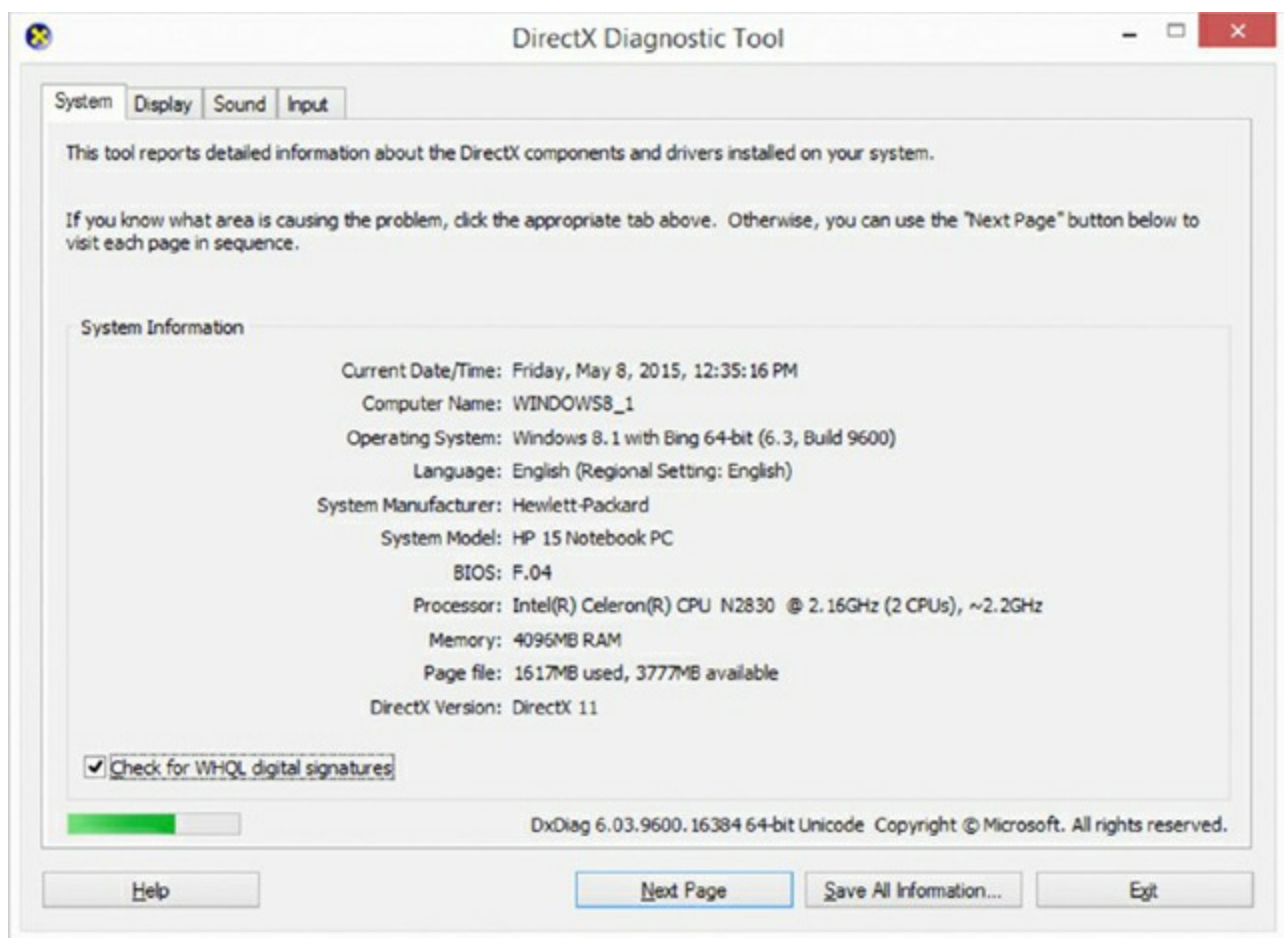 DirectX Diagnostic Tool
System Display Sound Input
This tool reports detailed information about the DirectX components and drivers installed on your system.
If you know what area is causing the problem, click the appropriate tab above. Otherwise, you can use the "Next Page" button below to
visit each page in sequence.
System Information
Current Date/Time: Friday, May 8, 2015, 12:35:16 PM
Computer Name: WINDOWS8_1
Operating System: Windows 8.1 with Bing 64-bit (6.3, Build 9600)
Language: English (Regional Setting: English)
System Manufacturer: Hewlett-Packard
System Model: HP 15 Notebook PC
BIOS: F.04
Processor: Intel(R) Celeron(R) CPU N2830 @ 2.16GHz (2 CPUs), ~2.2GHz
Memory: 4096MB RAM
Page file: 1617MB used, 3777MB available
DirectX Version: DirectX 11
Check for WHQL digital signatures
DxDiag 6.03.9600.16384 64-bit Unicode Copyright © Microsoft. All rights reserved.
Help Next Page Save All Information... Exit